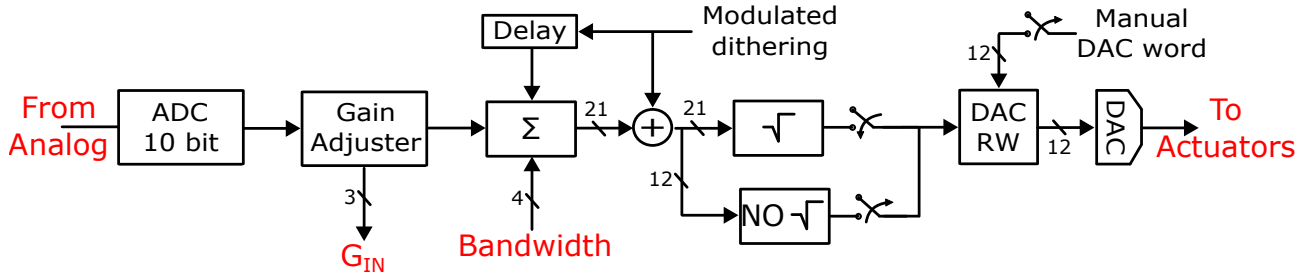 Delay
Modulated
dithering
Manual
DAC word
12
From
Analog
ADC
10 bit
Gain
Adjuster
Σ
21
+
21
√
DAC
RW
12
DAC
To
Actuators
3
4
12
NO √
G_IN
Bandwidth